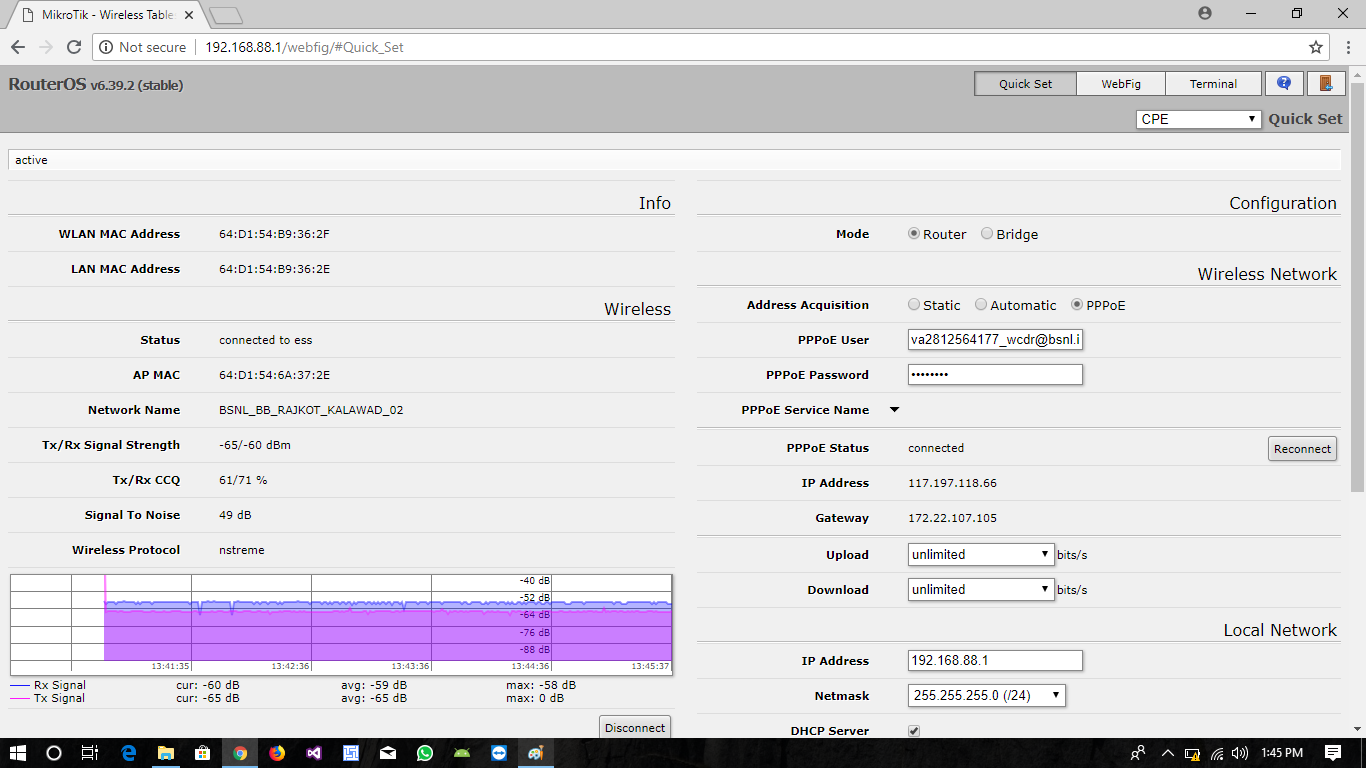 MikroTik - Wireless Table
Not secure 192.168.88.1/webfig/#Quick_Set
RouterOS v6.39.2 (stable)
Quick Set WebFig Terminal
CPE Quick Set
active
Info
WLAN MAC Address 64:D1:54:B9:36:2F
LAN MAC Address 64:D1:54:B9:36:2E
Wireless
Status connected to ess
AP MAC 64:D1:54:6A:37:2E
Network Name BSNL_BB_RAJKOT_KALAWAD_02
Tx/Rx Signal Strength -65/-60 dBm
Tx/Rx CCQ 61/71 %
Signal To Noise 49 dB
Wireless Protocol nstreme
-40 dB
-52 dB
-64 dB
-76 dB
-88 dB
13:41:35 13:42:36 13:43:36 13:44:36 13:45:37
Rx Signal cur: -60 dB avg: -59 dB max: -58 dB
Tx Signal cur: -65 dB avg: -65 dB max: 0 dB
Disconnect
Configuration
Mode Router Bridge
Wireless Network
Address Acquisition Static Automatic PPPoE
PPPoE User va2812564177_wcdr@bsnl.i
PPPoE Password ••••••••
PPPoE Service Name
PPPoE Status connected Reconnect
IP Address 117.197.118.66
Gateway 172.22.107.105
Upload unlimited bits/s
Download unlimited bits/s
Local Network
IP Address 192.168.88.1
Netmask 255.255.255.0 (/24)
DHCP Server
1:45 PM